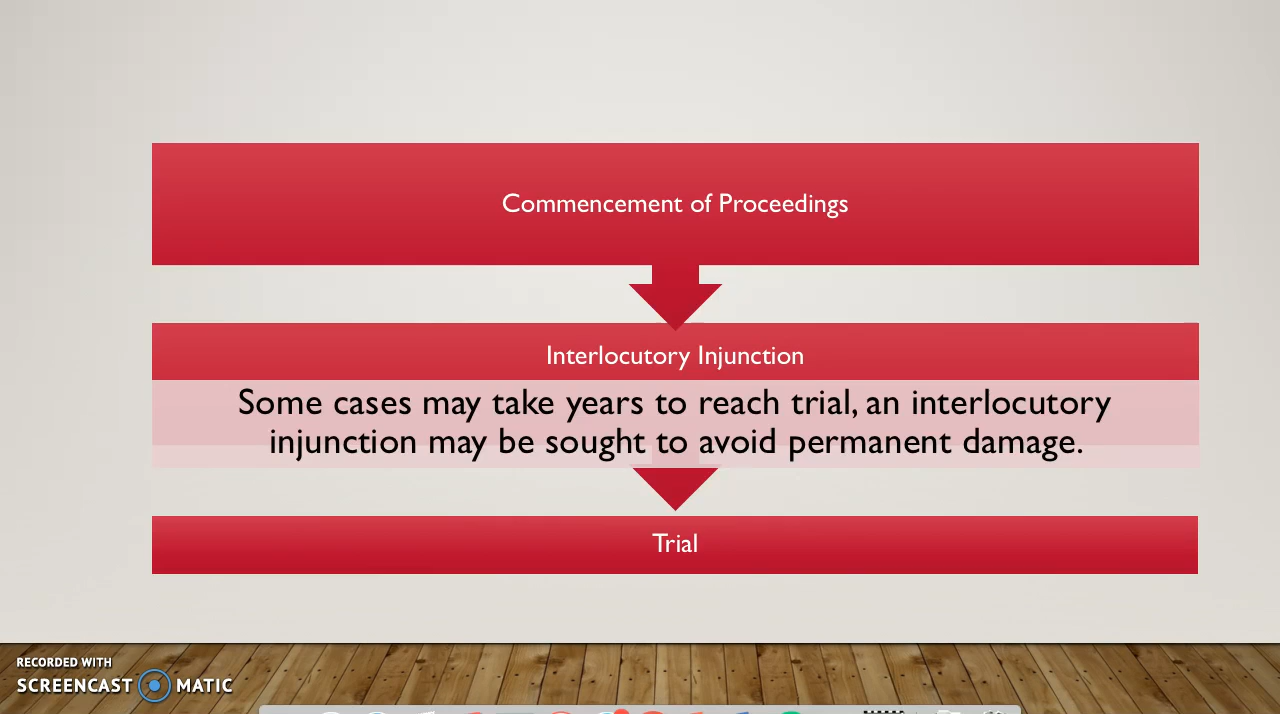 Commencement of Proceedings
Interlocutory Injunction
Some cases may take years to reach trial, an interlocutory
injunction may be sought to avoid permanent damage.
Trial
RECORDED WITH
SCREENCAST MATIC